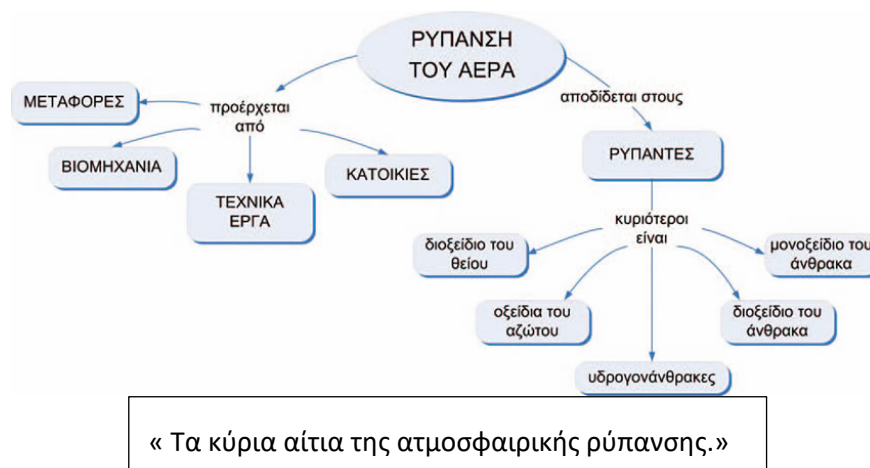 ΡΥΠΑΝΣΗ
ΤΟΥ ΑΕΡΑ
προέρχεται
από
ΜΕΤΑΦΟΡΕΣ
ΒΙΟΜΗΧΑΝΙΑ
ΤΕΧΝΙΚΑ
ΕΡΓΑ
ΚΑΤΟΙΚΙΕΣ
αποδίδεται στους
ΡΥΠΑΝΤΕΣ
κυριότεροι
είναι
διοξείδιο του
θείου
οξείδια του
αζώτου
υδρογονάνθρακες
διοξείδιο του
άνθρακα
μονοξείδιο του
άνθρακα
« Τα κύρια αίτια της ατμοσφαιρικής ρύπανσης.»